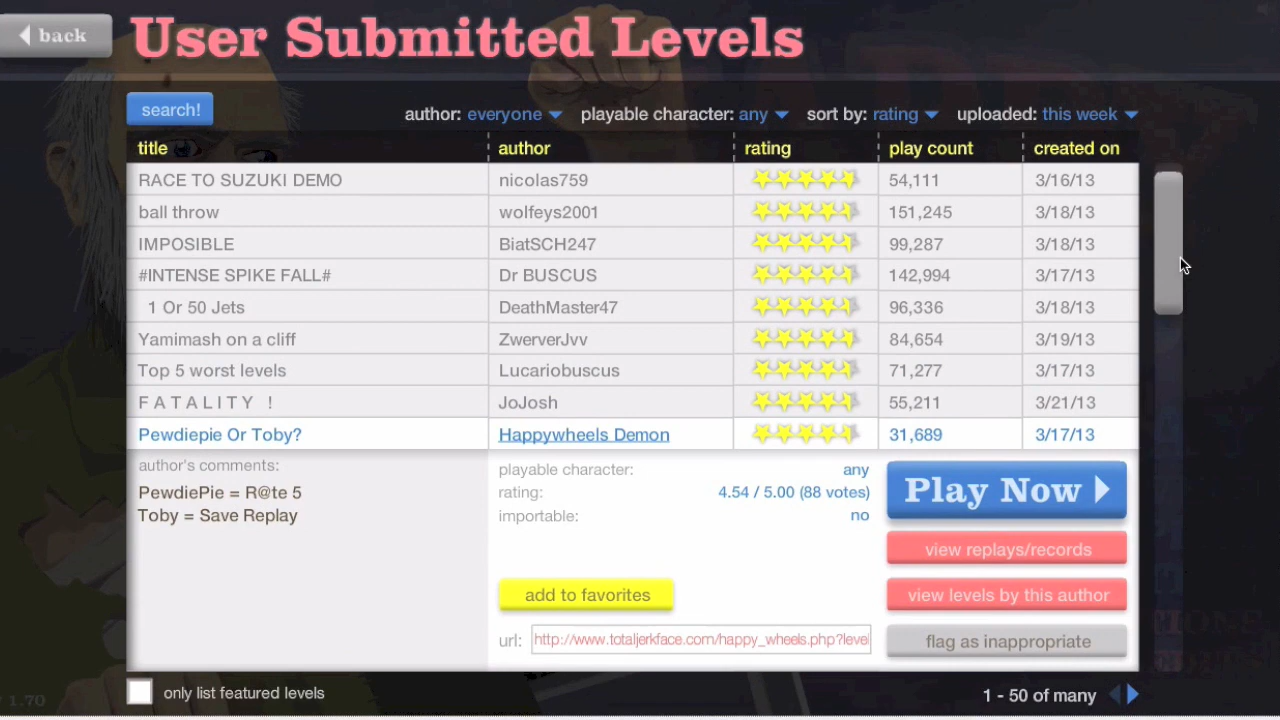 back
User Submitted Levels
search!
author: everyone playable character: any sort by: rating uploaded: this week
title author rating play count created on
RACE TO SUZUKI DEMO nicolas759 54,111 3/16/13
ball throw wolfeys2001 151,245 3/18/13
IMPOSIBLE BiatSCH247 99,287 3/18/13
#INTENSE SPIKE FALL# Dr BUSCUS 142,994 3/17/13
1 Or 50 Jets DeathMaster47 96,336 3/18/13
Yamimash on a cliff ZwerverJvv 84,654 3/19/13
Top 5 worst levels Lucariobuscus 71,277 3/17/13
F A T A L I T Y ! JoJosh 55,211 3/21/13
Pewdiepie Or Toby? Happywheels Demon 31,689 3/17/13
author's comments:
PewdiePie = R@te 5
Toby = Save Replay
playable character: any
rating: 4.54 / 5.00 (88 votes)
importable: no
add to favorites
url: http://www.totaljerkface.com/happy_wheels.php?level
Play Now
view replays/records
view levels by this author
flag as inappropriate
only list featured levels
1 - 50 of many
1.70